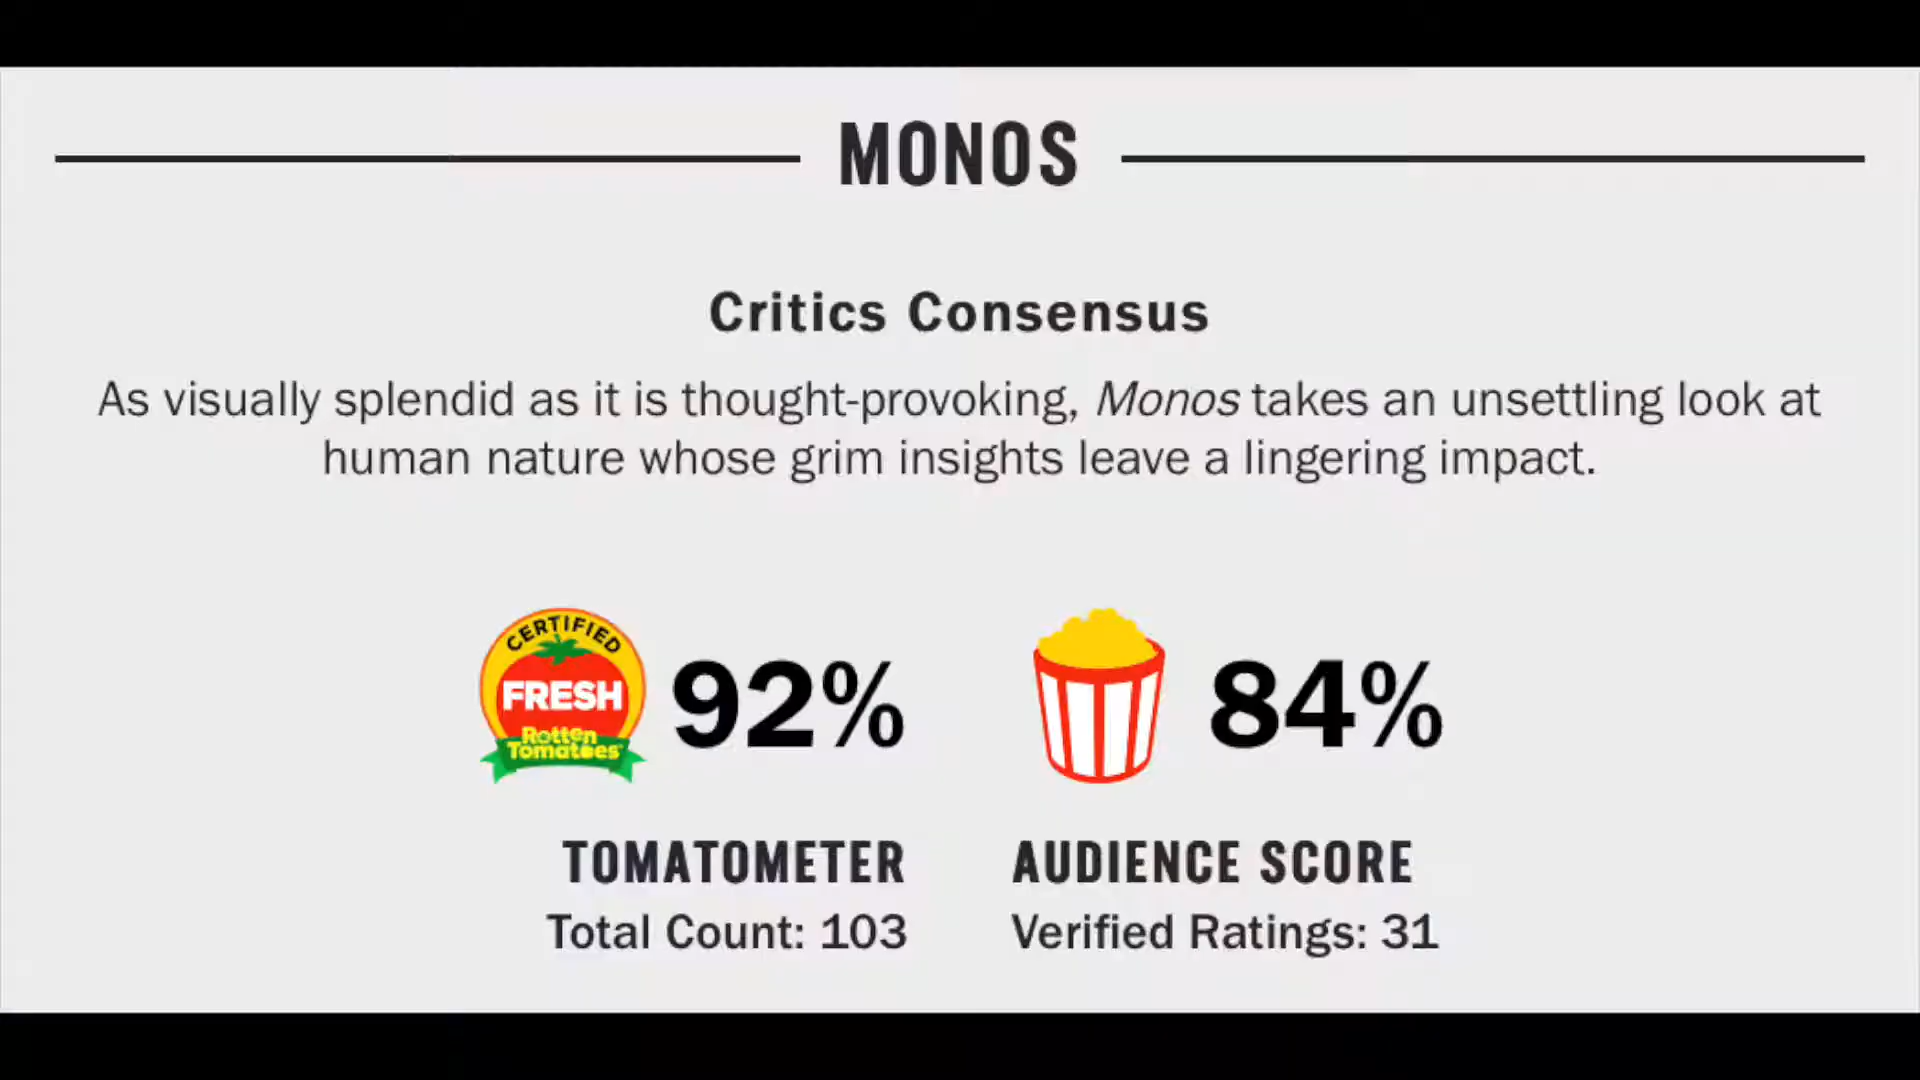 MONOS
Critics Consensus
As visually splendid as it is thought-provoking, Monos takes an unsettling look at
human nature whose grim insights leave a lingering impact.
CERTIFIED
FRESH
Rotten
Tomatoes
92%
84%
TOMATOMETER
AUDIENCE SCORE
Total Count: 103
Verified Ratings: 31